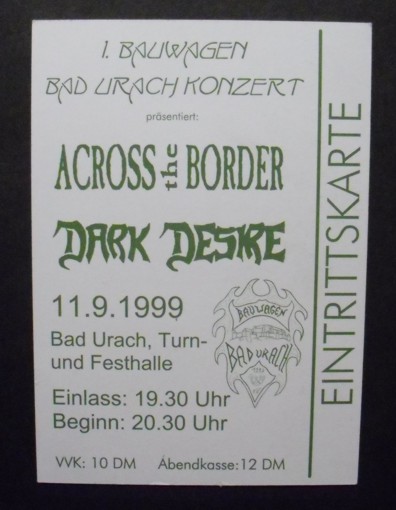 1. BAUWAGEN
BAD URACH KONZERT
präsentiert:
ACROSS the BORDER
DARK DESIRE
11.9.1999
Bad Urach, Turn-
und Festhalle
Einlass: 19.30 Uhr
Beginn: 20.30 Uhr
VVK: 10 DM Abendkasse: 12 DM
BAUWAGEN
BAD URACH
EINTRITTSKARTE